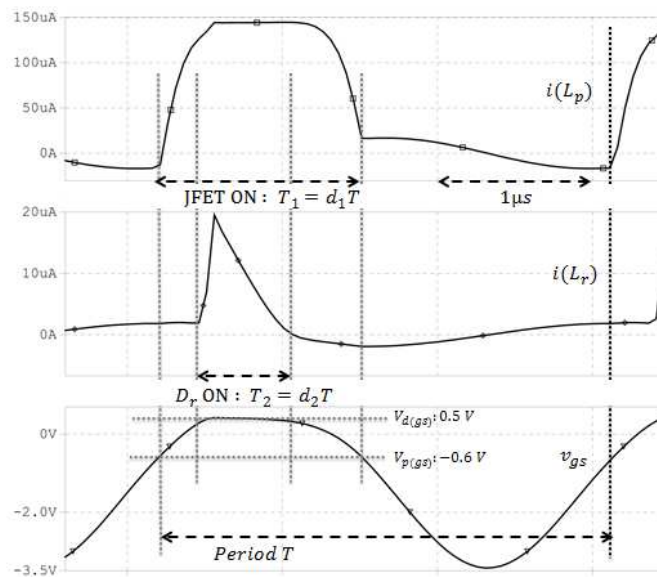 150uA
100uA
50uA
0A
i(L_p)
JFET ON : T_1 = d_1T
1μs
20uA
0A
i(L_r)
D_r ON : T_2 = d_2T
0V
-2.0V
-3.5V
V_d(gs): 0.5 V
V_p(gs): −0.6 V
v_gs
Period T